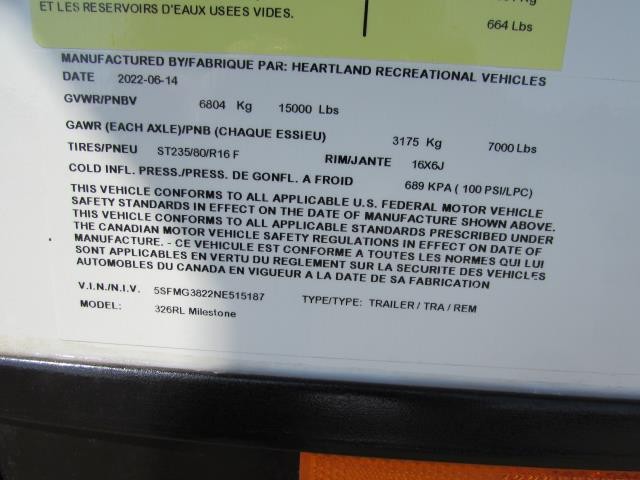 ET LES RESERVOIRS D'EAUX USEES VIDES.
Kg
664 Lbs
MANUFACTURED BY/FABRIQUE PAR: HEARTLAND RECREATIONAL VEHICLES
DATE 2022-06-14
GVWR/PNBV 6804 Kg 15000 Lbs
GAWR (EACH AXLE)/PNB (CHAQUE ESSIEU) 3175 Kg 7000 Lbs
TIRES/PNEU ST235/80/R16 F RIM/JANTE 16X6J
COLD INFL. PRESS./PRESS. DE GONFL. A FROID 689 KPA ( 100 PSI/LPC)
THIS VEHICLE CONFORMS TO ALL APPLICABLE U.S. FEDERAL MOTOR VEHICLE
SAFETY STANDARDS IN EFFECT ON THE DATE OF MANUFACTURE SHOWN ABOVE.
THIS VEHICLE CONFORMS TO ALL APPLICABLE STANDARDS PRESCRIBED UNDER
THE CANADIAN MOTOR VEHICLE SAFETY REGULATIONS IN EFFECT ON DATE OF
MANUFACTURE. - CE VEHICULE EST CONFORME A TOUTES LES NORMES QUI LUI
SONT APPLICABLES EN VERTU DU REGLEMENT SUR LA SECURITE DES VEHICLES
AUTOMOBILES DU CANADA EN VIGUEUR A LA DATE DE SA FABRICATION
V.I.N./N.I.V. 5SFMG3822NE515187 TYPE/TYPE: TRAILER / TRA / REM
MODEL: 326RL Milestone